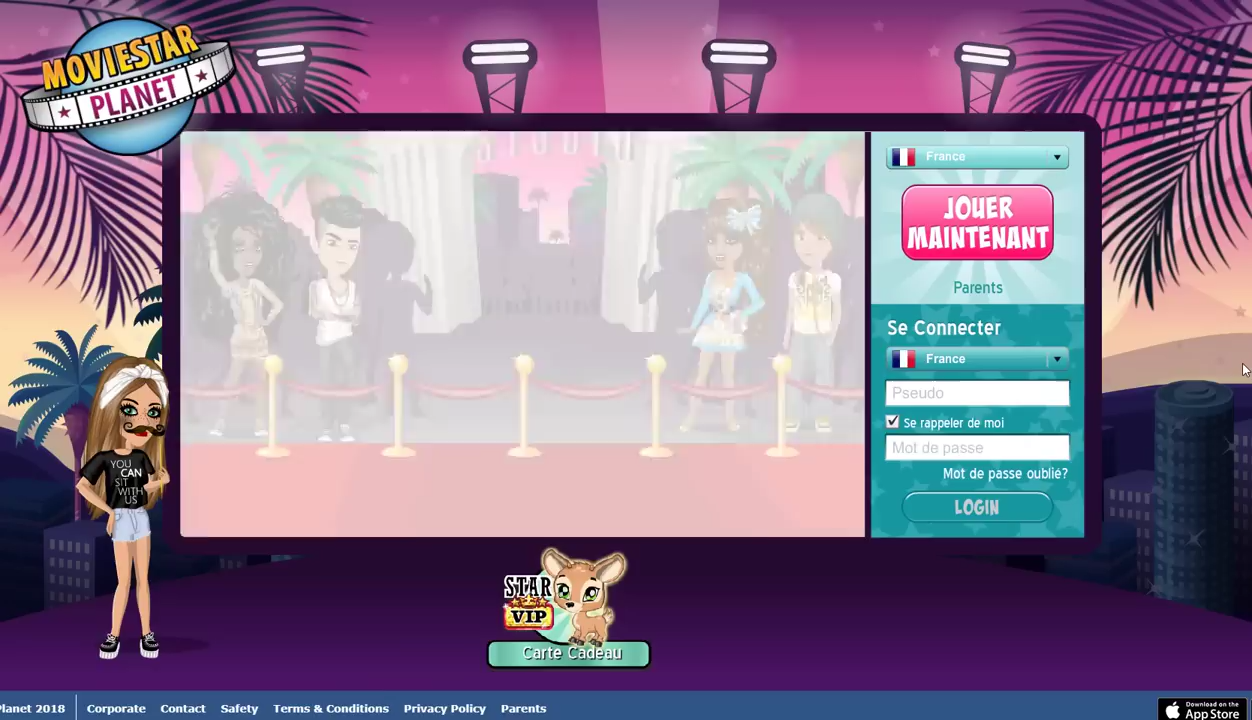 MOVIESTAR
PLANET
France
JOUER
MAINTENANT
Parents
Se Connecter
France
Pseudo
Se rappeler de moi
Mot de passe
Mot de passe oublié?
LOGIN
YOU
CAN
SIT
WITH
US
STAR
VIP
Carte Cadeau
Planet 2018
Corporate Contact Safety Terms & Conditions Privacy Policy Parents
Download on the
App Store